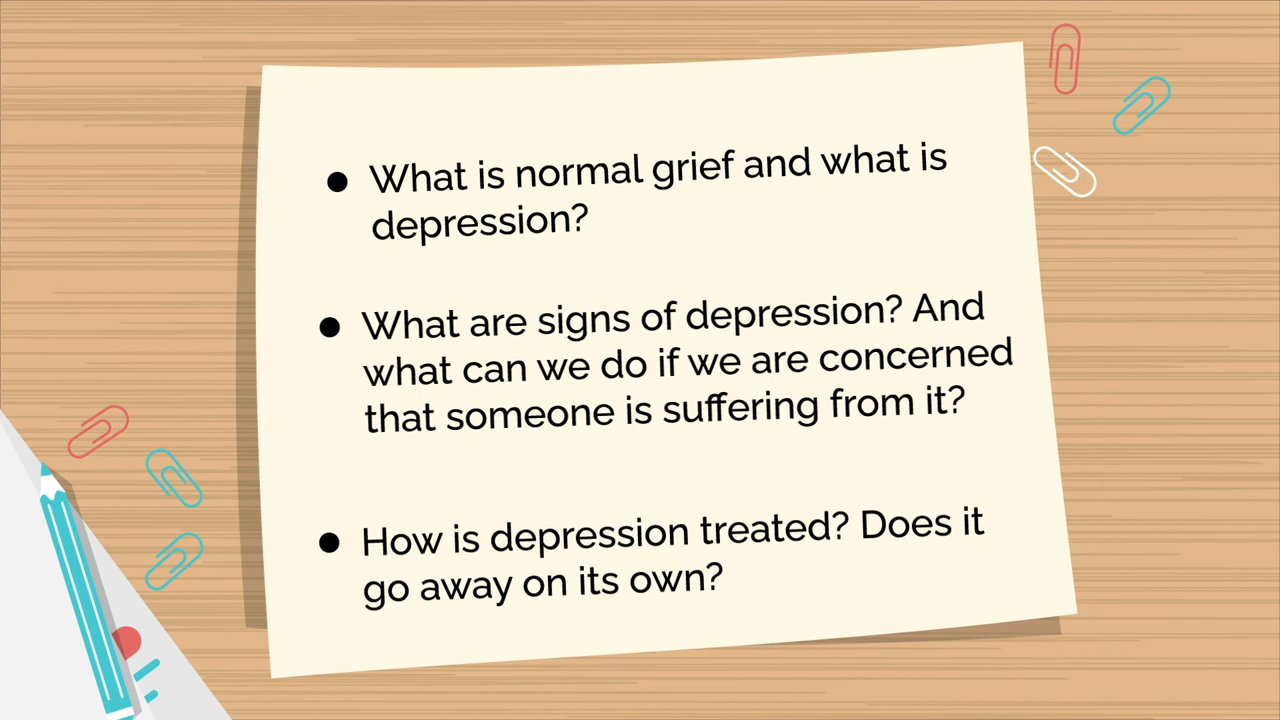 ● What is normal grief and what is
depression?
● What are signs of depression? And
what can we do if we are concerned
that someone is suffering from it?
● How is depression treated? Does it
go away on its own?